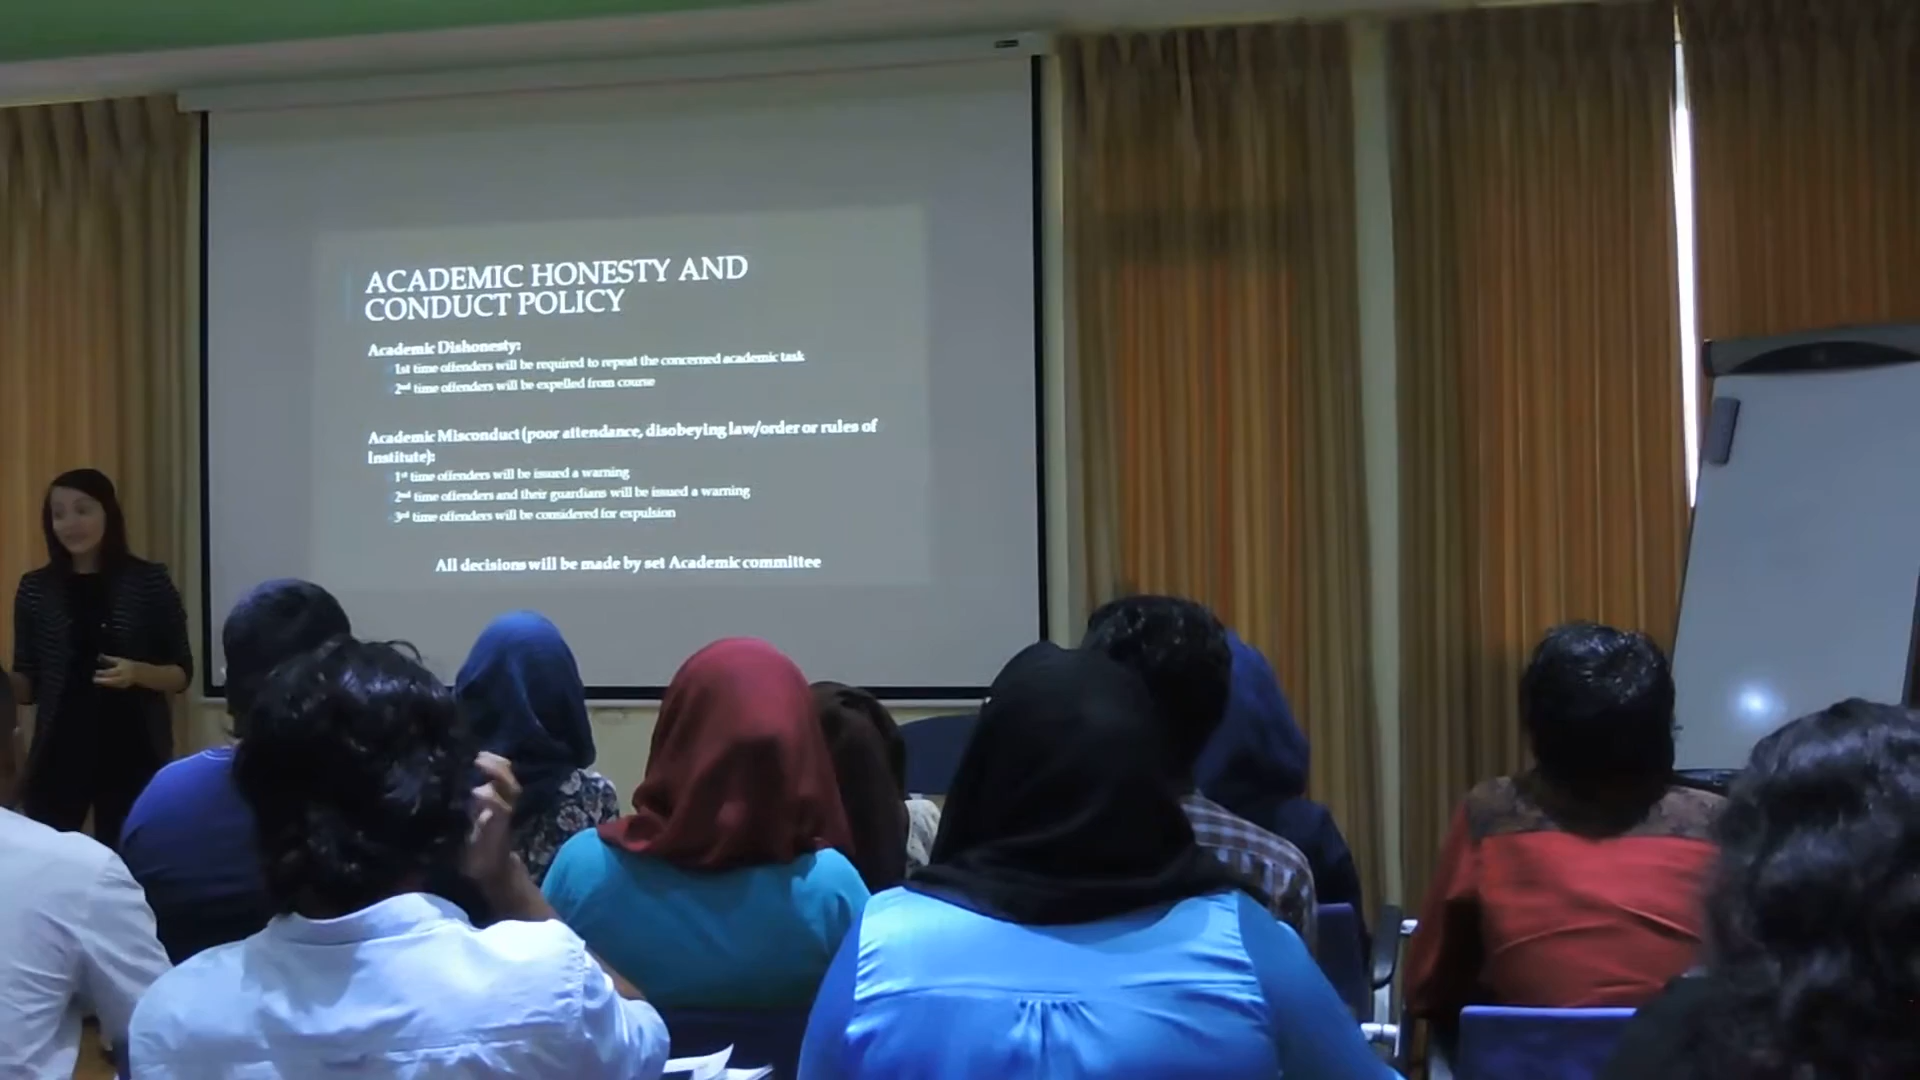 ACADEMIC HONESTY AND
CONDUCT POLICY
Academic Dishonesty:
1st time offenders will be required to repeat the concerned academic task
2nd time offenders will be expelled from course
Academic Misconduct (poor attendance, disobeying law/order or rules of
Institute):
1st time offenders will be issued a warning
2nd time offenders and their guardians will be issued a warning
3rd time offenders will be considered for expulsion
All decisions will be made by set Academic committee